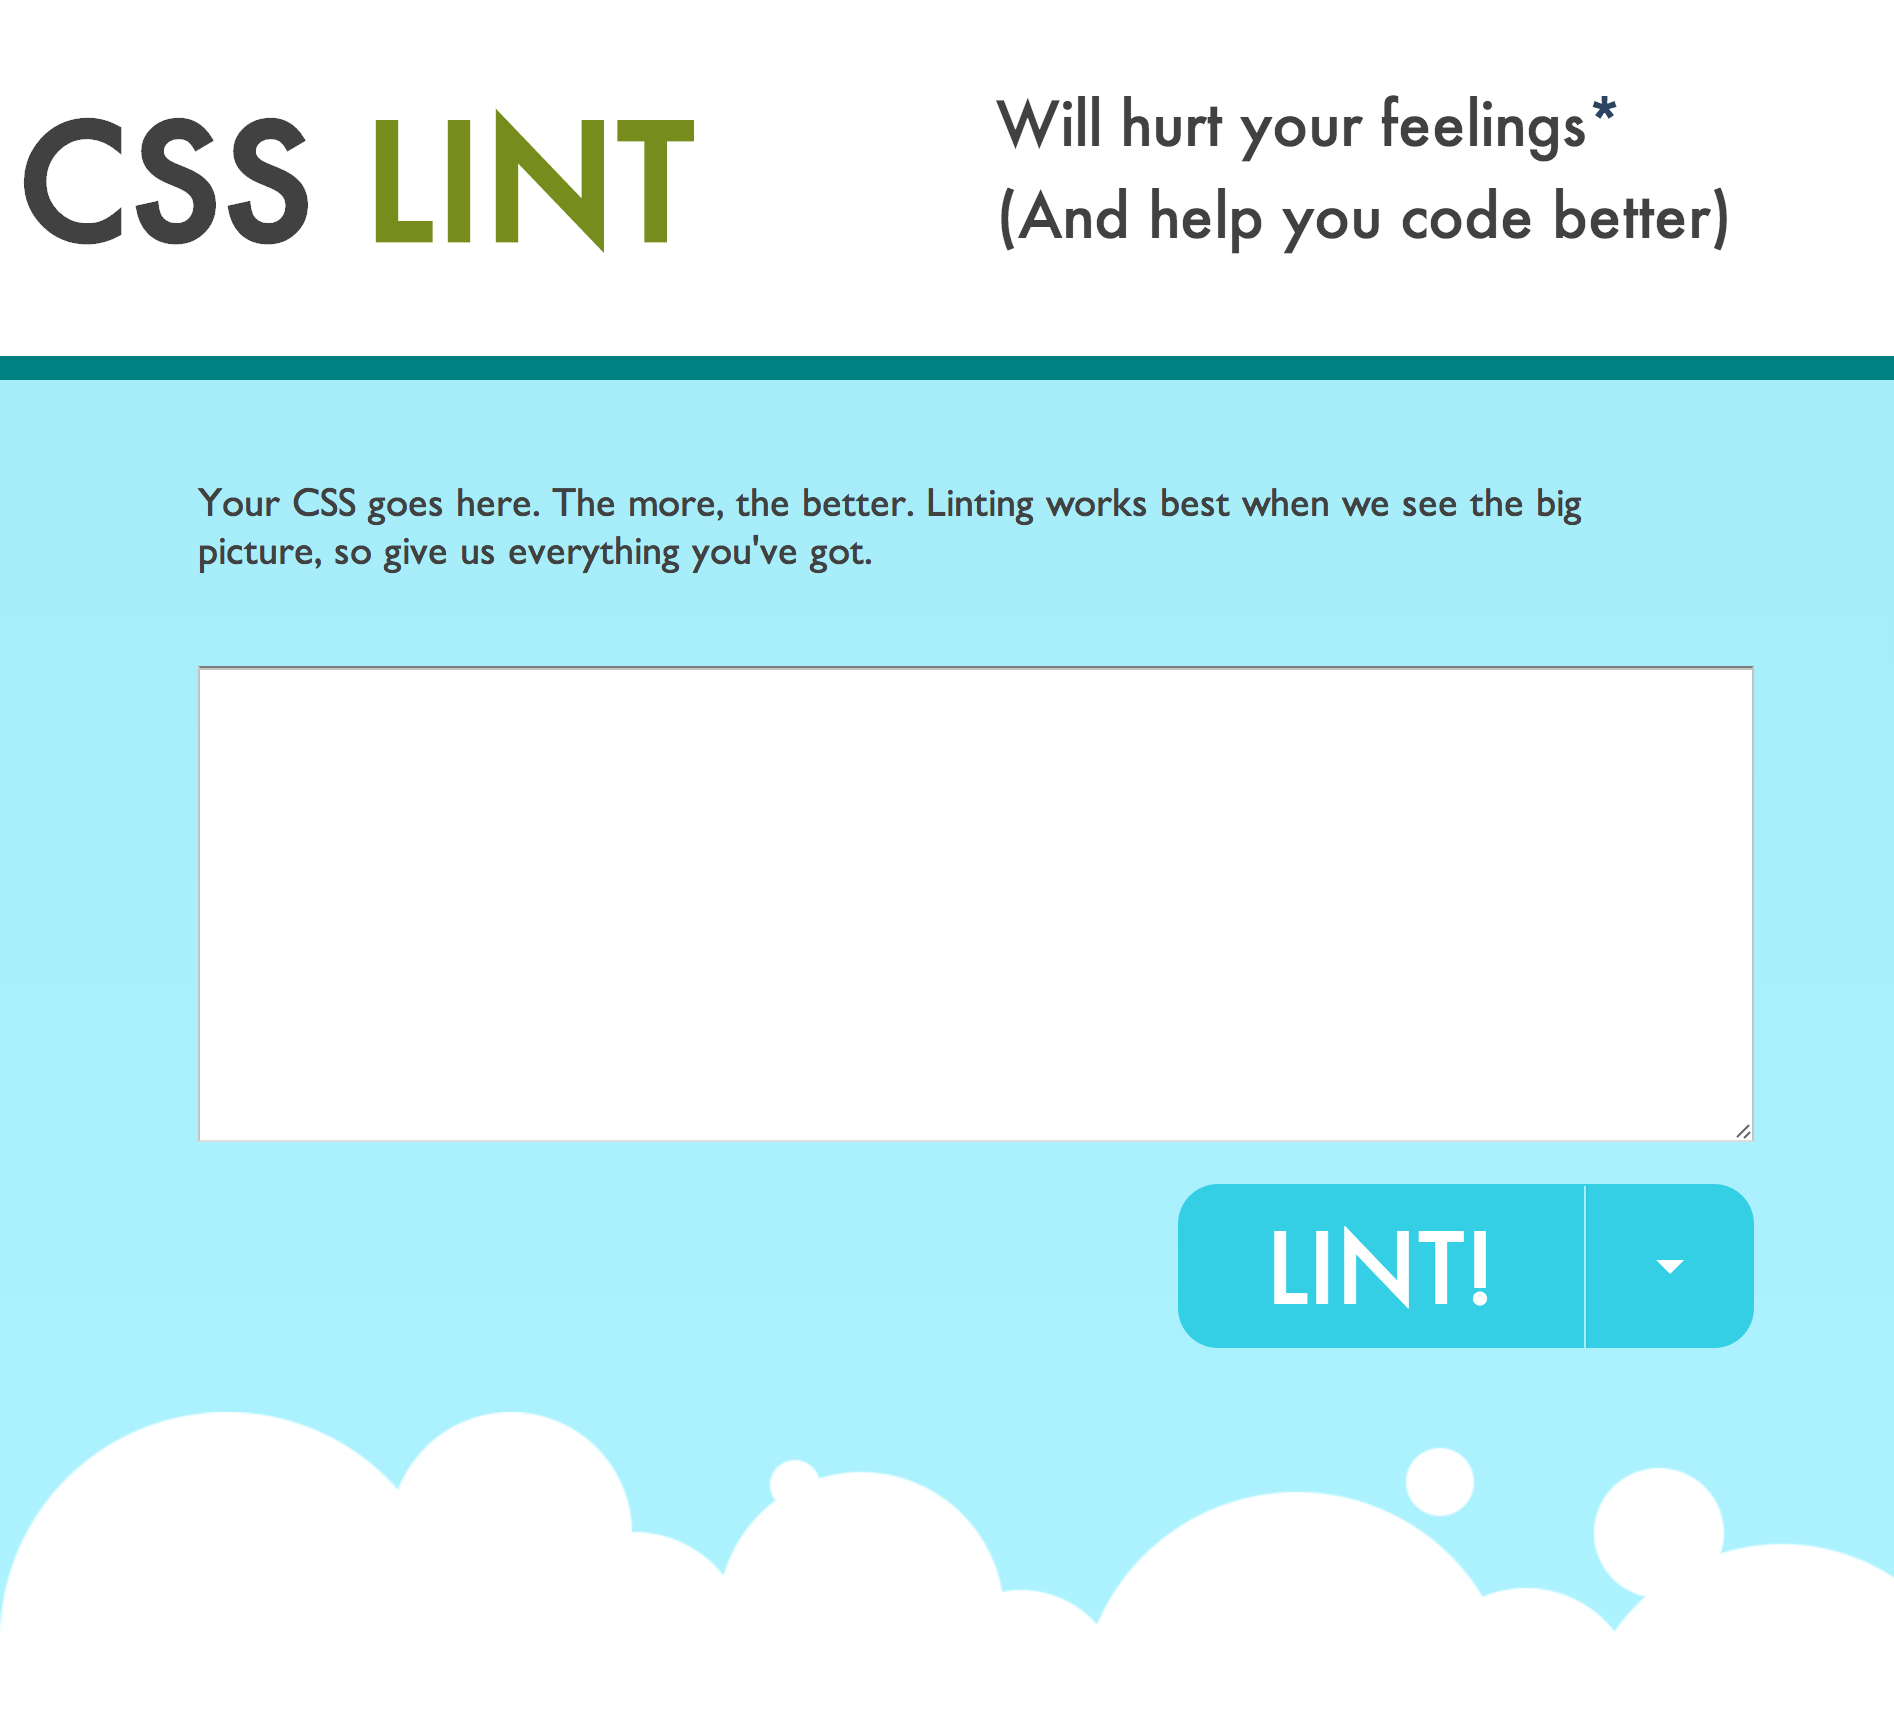 CSS LINT
Will hurt your feelings*
(And help you code better)
Your CSS goes here. The more, the better. Linting works best when we see the big
picture, so give us everything you've got.
LINT!